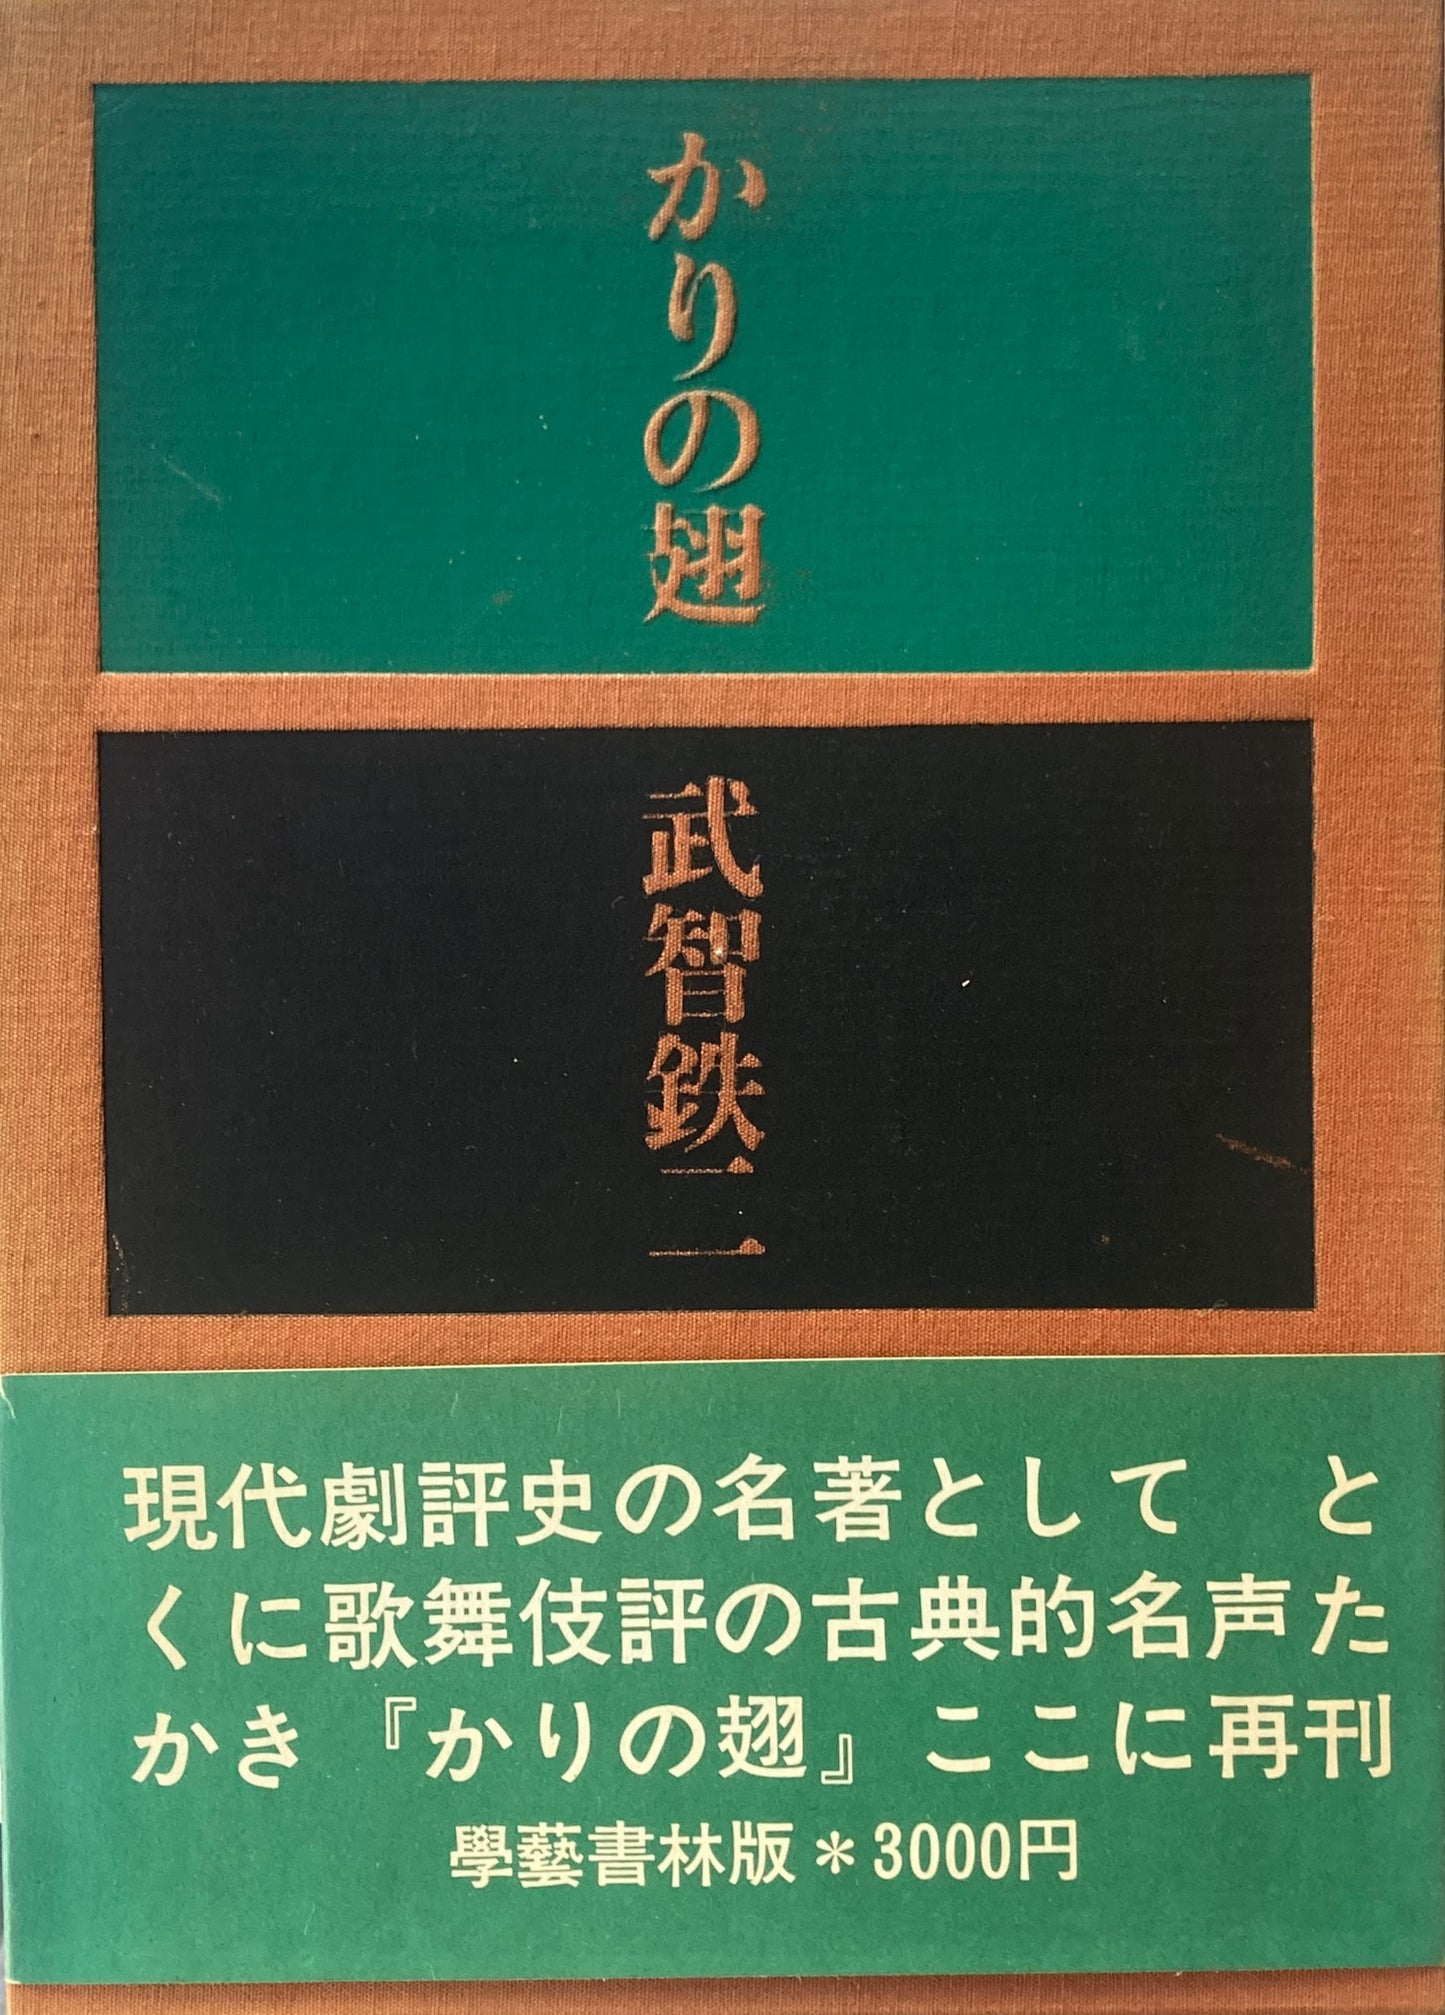 かりの翅
武智鉄二
現代劇評史の名著として　と
くに歌舞伎評の古典的名声た
かき『かりの翅』ここに再刊
學藝書林版＊3000円